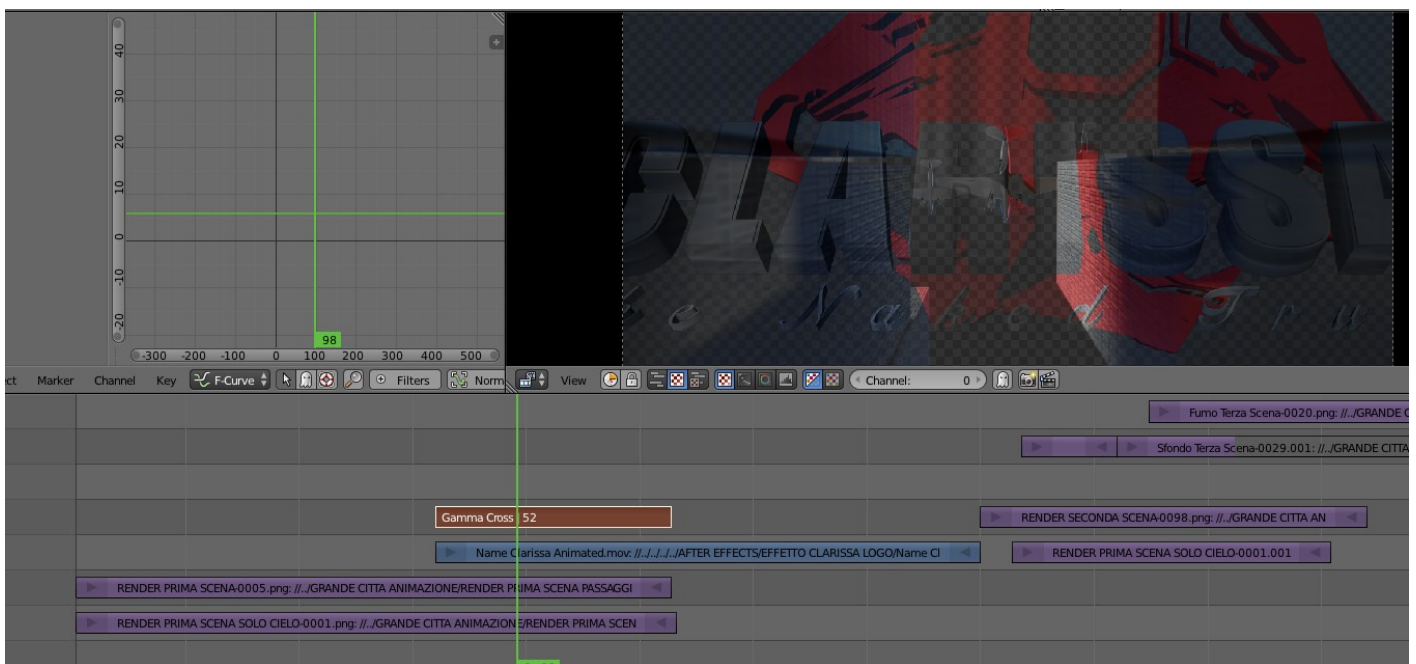 40
30
20
10
0
-10
-20
98
-300 -200 -100 0 100 200 300 400 500
CLARISS
Marker Channel Key F-Curve Filters Norm
View Channel: 0
Fumo Terza Scena-0020.png: //../GRANDE C
Sfondo Terza Scena-0029.001: //../GRANDE CITTA
Gamma Cross | 52
RENDER SECONDA SCENA-0098.png: //../GRANDE CITTA AN
Name Clarissa Animated.mov: //../../../../AFTER EFFECTS/EFFETTO CLARISSA LOGO/Name Cl
RENDER PRIMA SCENA SOLO CIELO-0001.001
RENDER PRIMA SCENA-0005.png: //../GRANDE CITTA ANIMAZIONE/RENDER PRIMA SCENA PASSAGGI
RENDER PRIMA SCENA SOLO CIELO-0001.png: //../GRANDE CITTA ANIMAZIONE/RENDER PRIMA SCEN